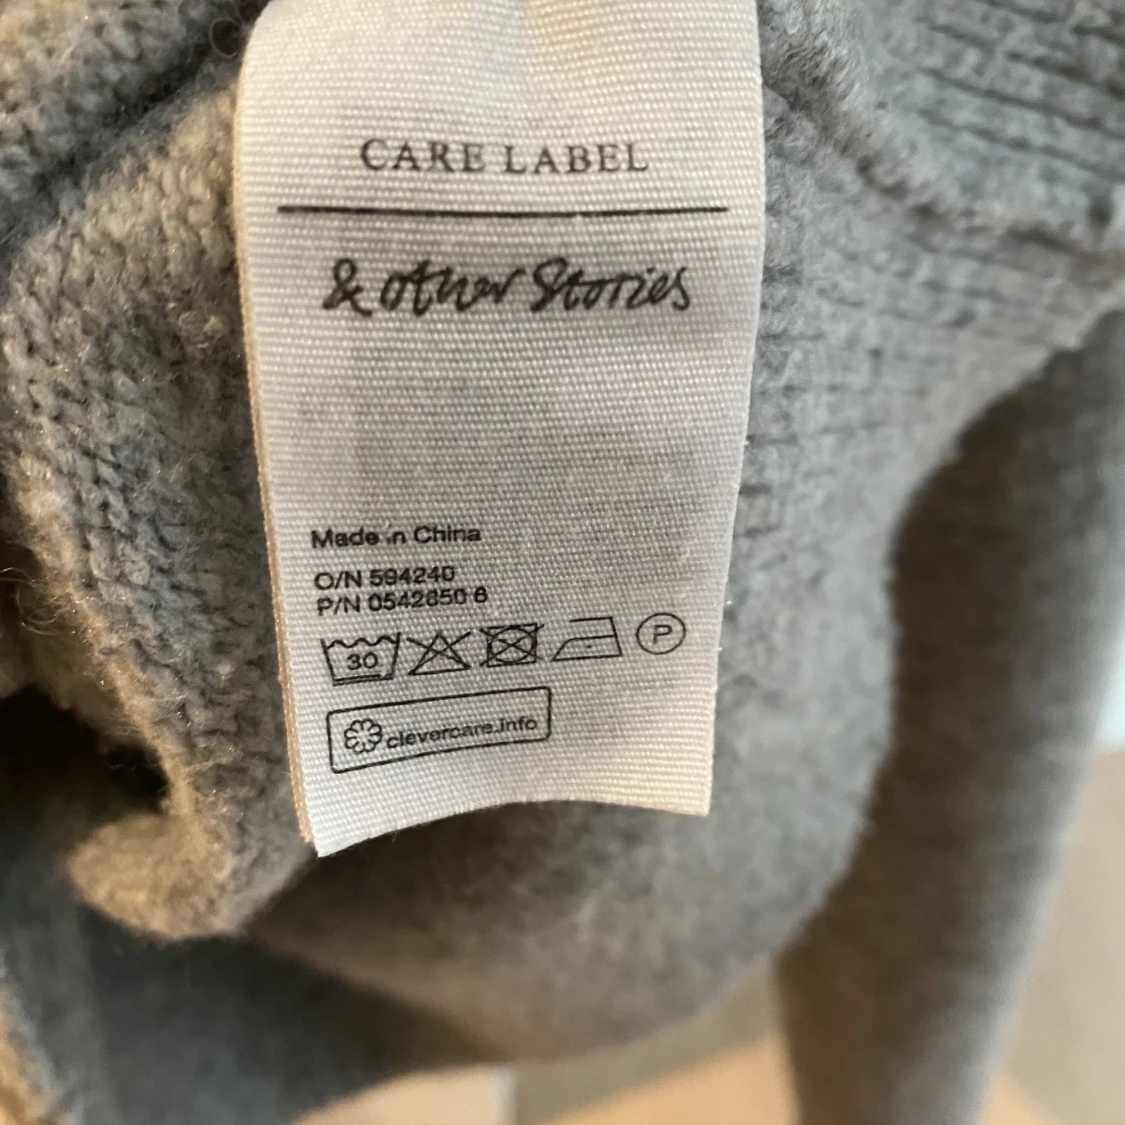 CARE LABEL
& other Stories
Made in China
O/N 594240
P/N 0542850 6
30 P
clevercare.info